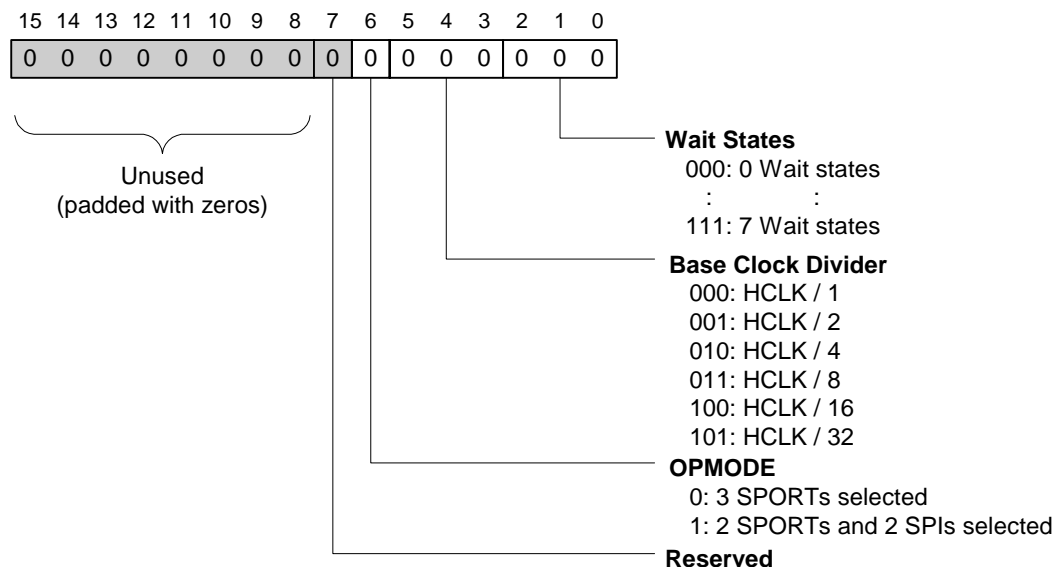 15 14 13 12 11 10 9 8 7 6 5 4 3 2 1 0
0 0 0 0 0 0 0 0 0 0 0 0 0 0 0 0
Unused
(padded with zeros)
Wait States
000: 0 Wait states
: :
111: 7 Wait states
Base Clock Divider
000: HCLK / 1
001: HCLK / 2
010: HCLK / 4
011: HCLK / 8
100: HCLK / 16
101: HCLK / 32
OPMODE
0: 3 SPORTs selected
1: 2 SPORTs and 2 SPIs selected
Reserved